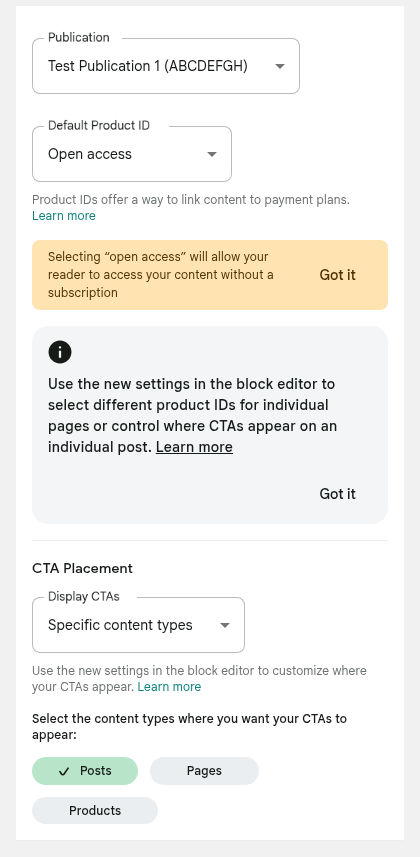 Publication
Test Publication 1 (ABCDEFGH)
Default Product ID
Open access
Product IDs offer a way to link content to payment plans.
Learn more
Selecting “open access” will allow your
reader to access your content without a
subscription
Got it
Use the new settings in the block editor to
select different product IDs for individual
pages or control where CTAs appear on an
individual post. Learn more
Got it
CTA Placement
Display CTAs
Specific content types
Use the new settings in the block editor to customize where
your CTAs appear. Learn more
Select the content types where you want your CTAs to
appear:
Posts
Pages
Products